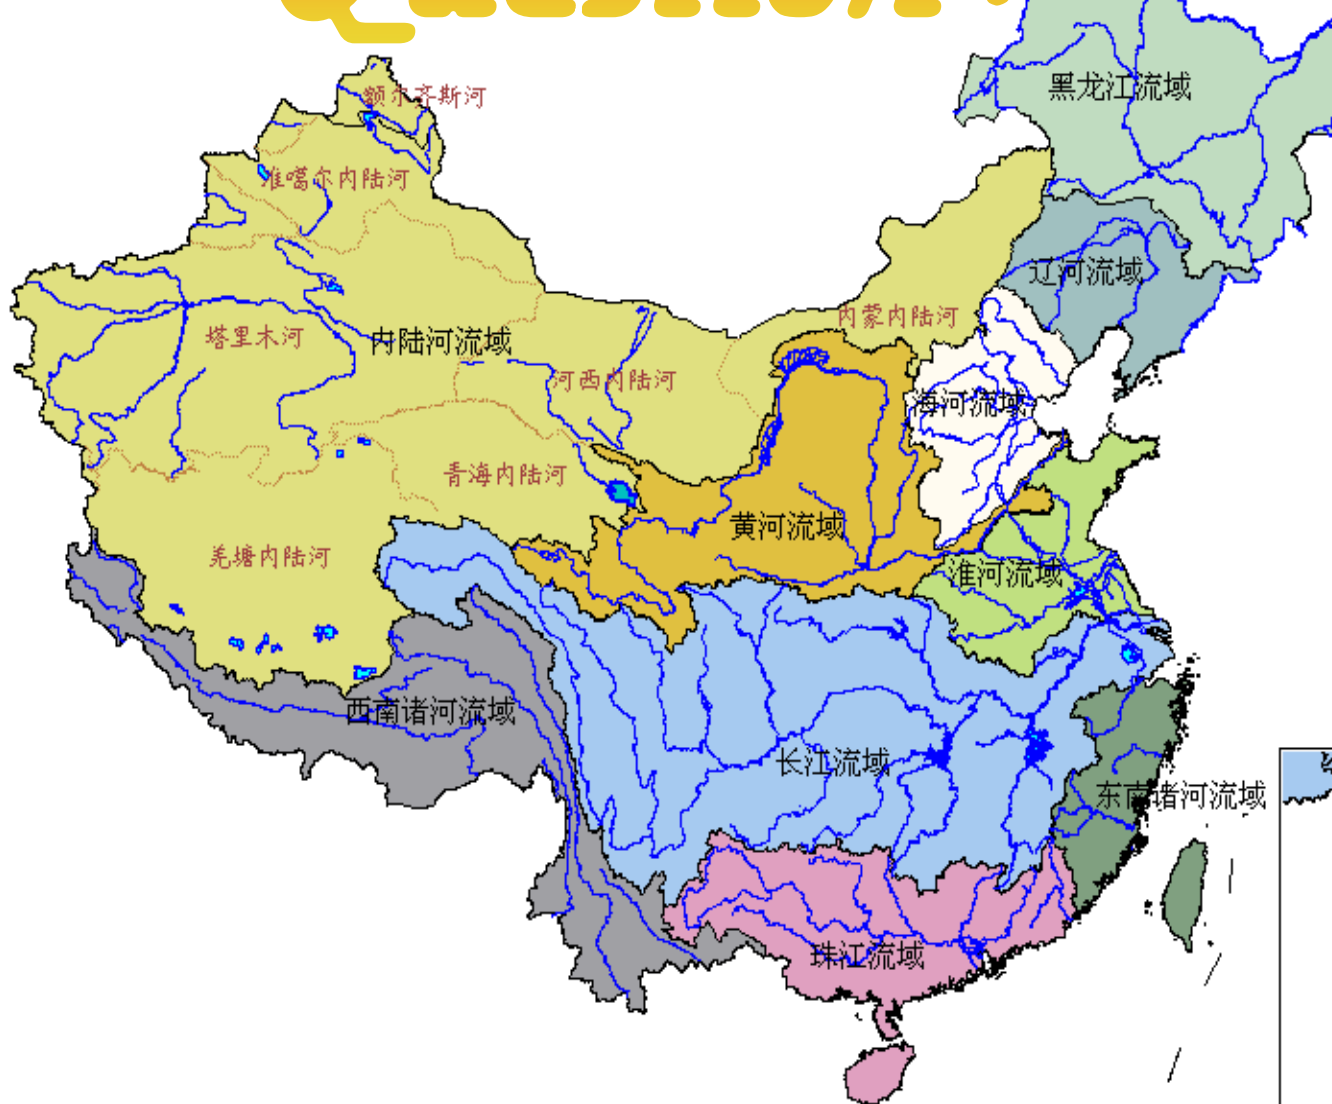 黑龙江流域
额尔齐斯河
准噶尔内陆河
辽河流域
内蒙内陆河
塔里木河
内陆河流域
河西内陆河
海河流域
青海内陆河
黄河流域
羌塘内陆河
淮河流域
西南诸河流域
长江流域
东南诸河流域
珠江流域